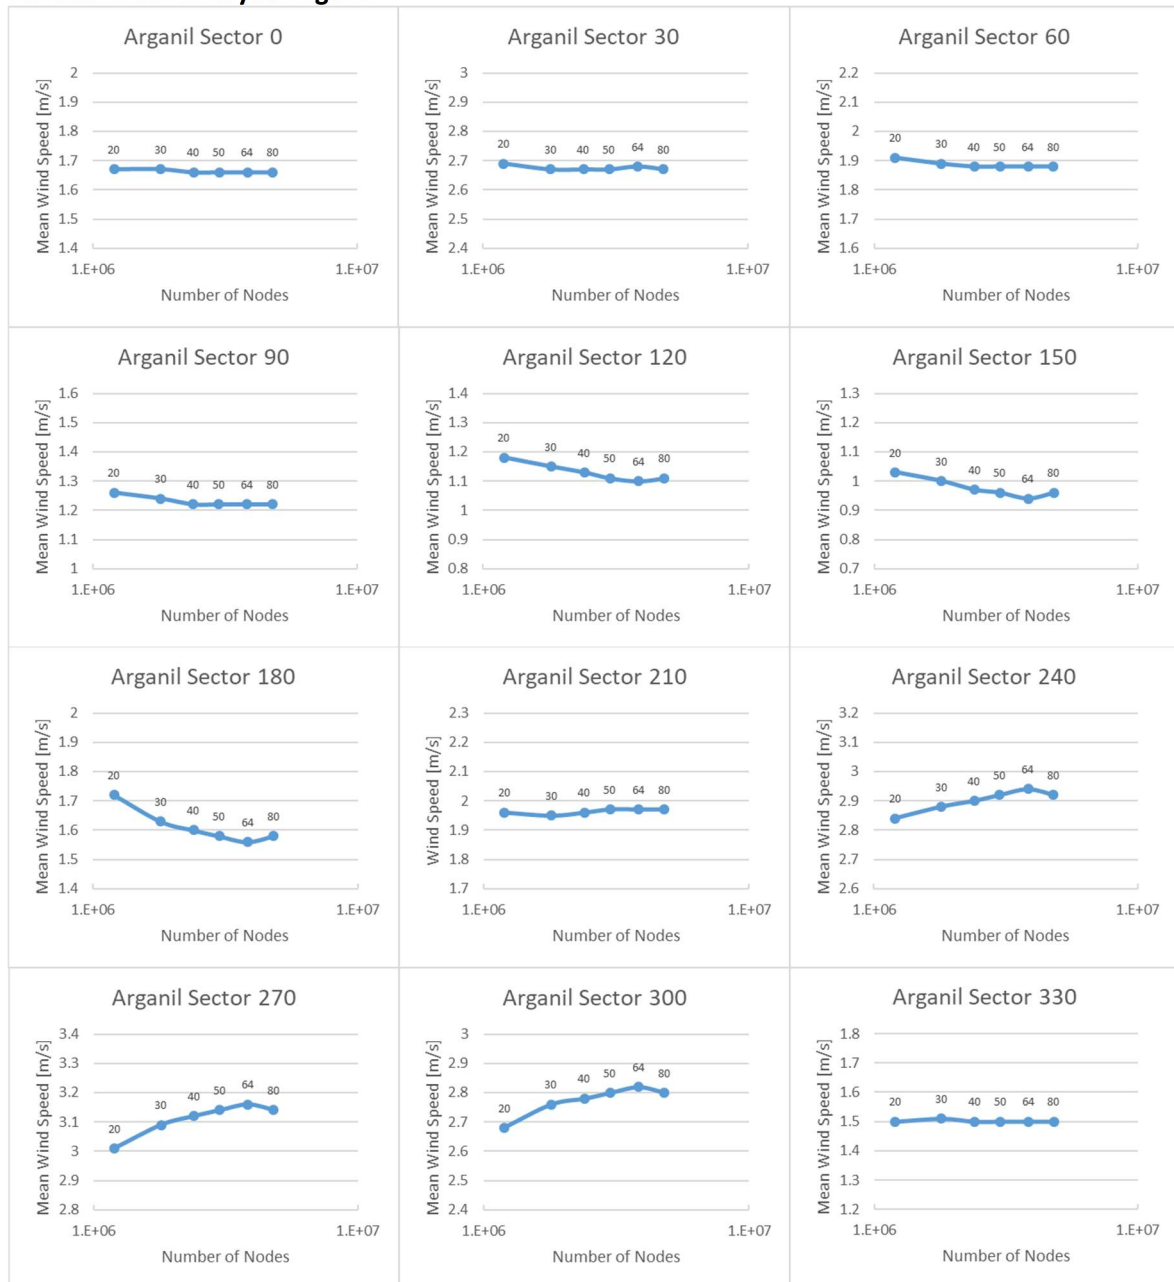 Arganil Sector 0
Mean Wind Speed [m/s]
2
1.9
1.8
1.7
1.6
1.5
1.4
20 30 40 50 64 80
1.E+06 1.E+07
Number of Nodes
Arganil Sector 30
Mean Wind Speed [m/s]
3
2.9
2.8
2.7
2.6
2.5
2.4
20 30 40 50 64 80
1.E+06 1.E+07
Number of Nodes
Arganil Sector 60
Mean Wind Speed [m/s]
2.2
2.1
2
1.9
1.8
1.7
1.6
20 30 40 50 64 80
1.E+06 1.E+07
Number of Nodes
Arganil Sector 90
Mean Wind Speed [m/s]
1.6
1.5
1.4
1.3
1.2
1.1
1
20 30 40 50 64 80
1.E+06 1.E+07
Number of Nodes
Arganil Sector 120
Mean Wind Speed [m/s]
1.4
1.3
1.2
1.1
1
0.9
0.8
20 30 40 50 64 80
1.E+06 1.E+07
Number of Nodes
Arganil Sector 150
Mean Wind Speed [m/s]
1.3
1.2
1.1
1
0.9
0.8
0.7
20 30 40 50 64 80
1.E+06 1.E+07
Number of Nodes
Arganil Sector 180
Mean Wind Speed [m/s]
2
1.9
1.8
1.7
1.6
1.5
1.4
20 30 40 50 64 80
1.E+06 1.E+07
Number of Nodes
Arganil Sector 210
Wind Speed [m/s]
2.3
2.2
2.1
2
1.9
1.8
1.7
20 30 40 50 64 80
1.E+06 1.E+07
Number of Nodes
Arganil Sector 240
Mean Wind Speed [m/s]
3.2
3.1
3
2.9
2.8
2.7
2.6
20 30 40 50 64 80
1.E+06 1.E+07
Number of Nodes
Arganil Sector 270
Mean Wind Speed [m/s]
3.4
3.3
3.2
3.1
3
2.9
2.8
20 30 40 50 64 80
1.E+06 1.E+07
Number of Nodes
Arganil Sector 300
Mean Wind Speed [m/s]
3
2.9
2.8
2.7
2.6
2.5
2.4
20 30 40 50 64 80
1.E+06 1.E+07
Number of Nodes
Arganil Sector 330
Mean Wind Speed [m/s]
1.8
1.7
1.6
1.5
1.4
1.3
1.2
20 30 40 50 64 80
1.E+06 1.E+07
Number of Nodes